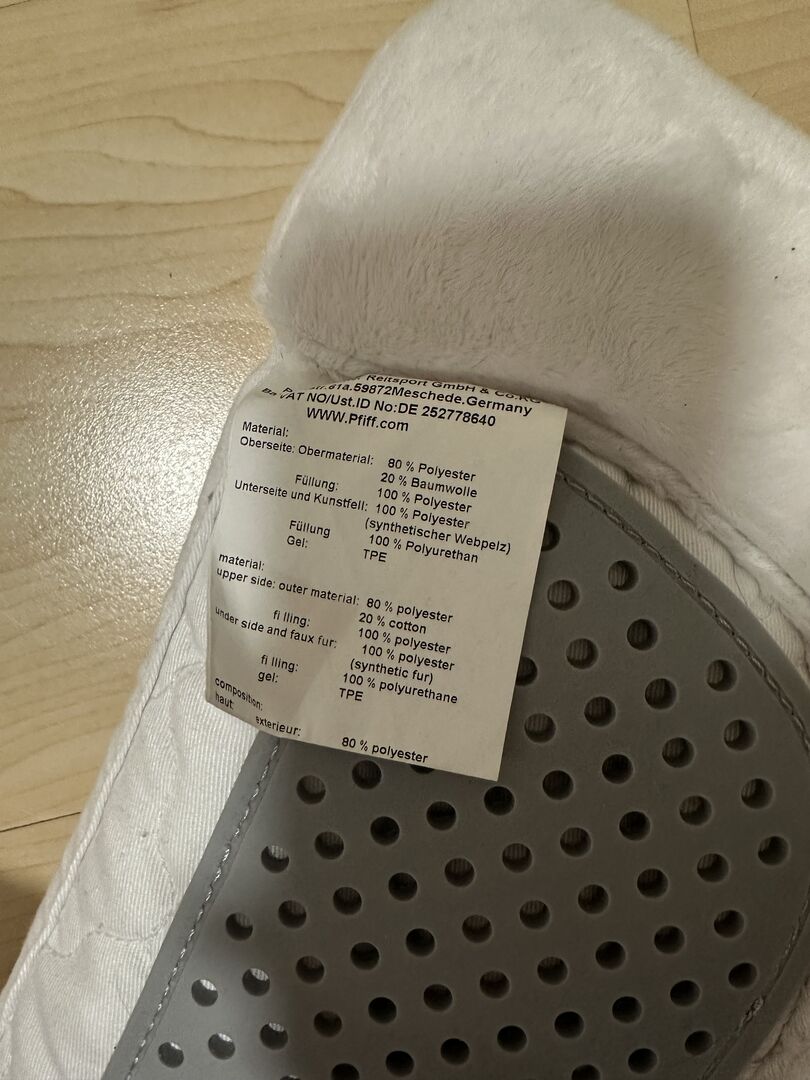 Reitsport GmbH & Co.KG
61a.59872Meschede.Germany
VAT NO/Ust.ID No:DE 252778640
WWW.Pfiff.com
Material:
Oberseite: Obermaterial: 80 % Polyester
20 % Baumwolle
Füllung: 100 % Polyester
Unterseite und Kunstfell: 100 % Polyester
(synthetischer Webpelz)
Füllung 100 % Polyurethan
Gel: TPE
material:
upper side: outer material: 80 % polyester
20 % cotton
fi lling: 100 % polyester
under side and faux fur: 100 % polyester
(synthetic fur)
fi lling: 100 % polyurethane
gel: TPE
composition:
haut exterieur: 80 % polyester